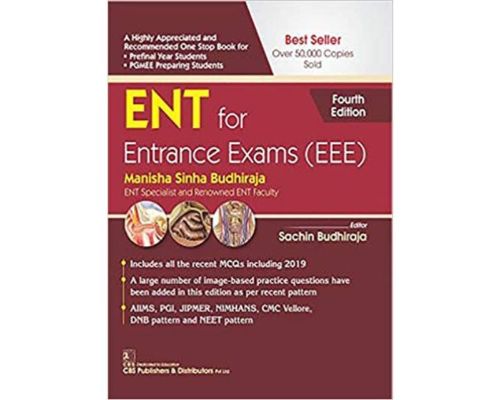 A Highly Appreciated and
Recommended One Stop Book for
• Prefinal Year Students
• PGMEE Preparing Students
Best Seller
Over 50,000 Copies
Sold
Fourth
Edition
ENT for
Entrance Exams (EEE)
Manisha Sinha Budhiraja
ENT Specialist and Renowned ENT Faculty
Editor
Sachin Budhiraja
• Includes all the recent MCQs including 2019
• A large number of image-based practice questions have
been added in this edition as per recent pattern
• AIIMS, PGI, JIPMER, NIMHANS, CMC Vellore,
DNB pattern and NEET pattern
CBS
Dedicated to Education
CBS Publishers & Distributors Pvt Ltd